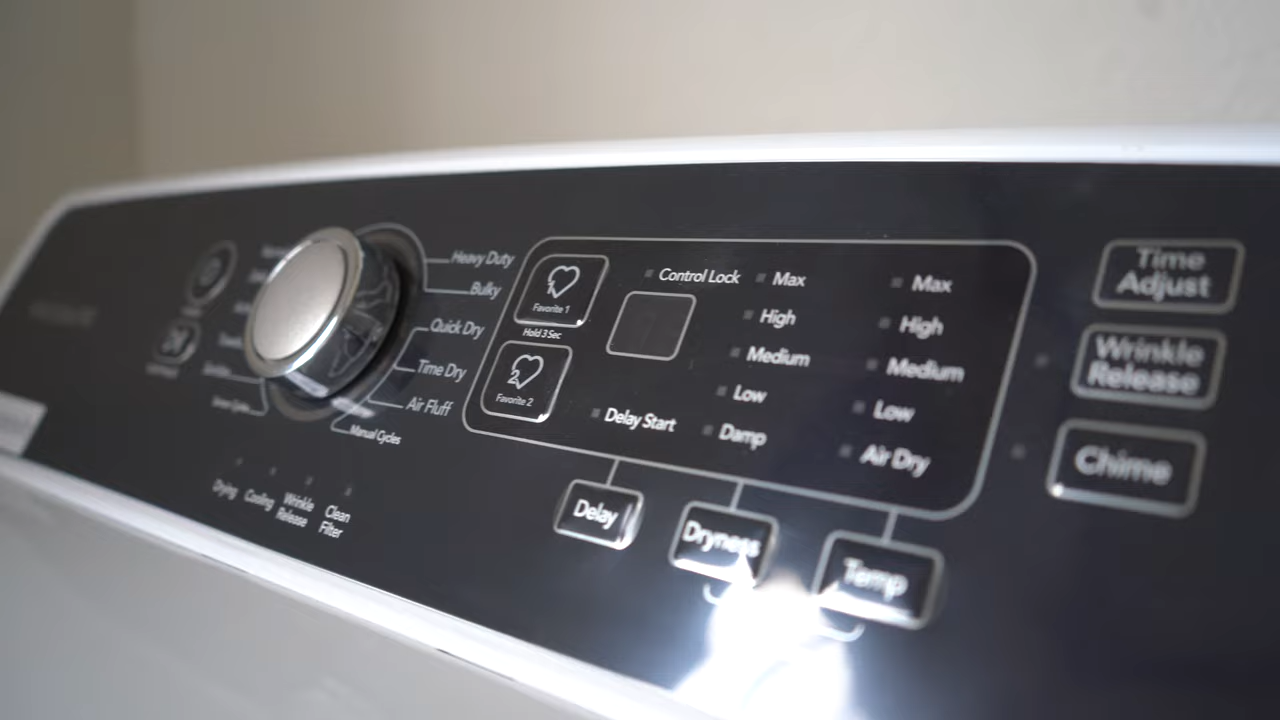 Heavy Duty
Bulky
Quick Dry
Time Dry
Air Fluff
Manual Cycles
Drying
Cooling
Wrinkle
Release
Clean
Filter
1
Favorite 1
Hold 3 Sec
2
Favorite 2
Control Lock
Delay Start
Max
High
Medium
Low
Damp
Max
High
Medium
Low
Air Dry
Delay
Dryness
Temp
Time
Adjust
Wrinkle
Release
Chime